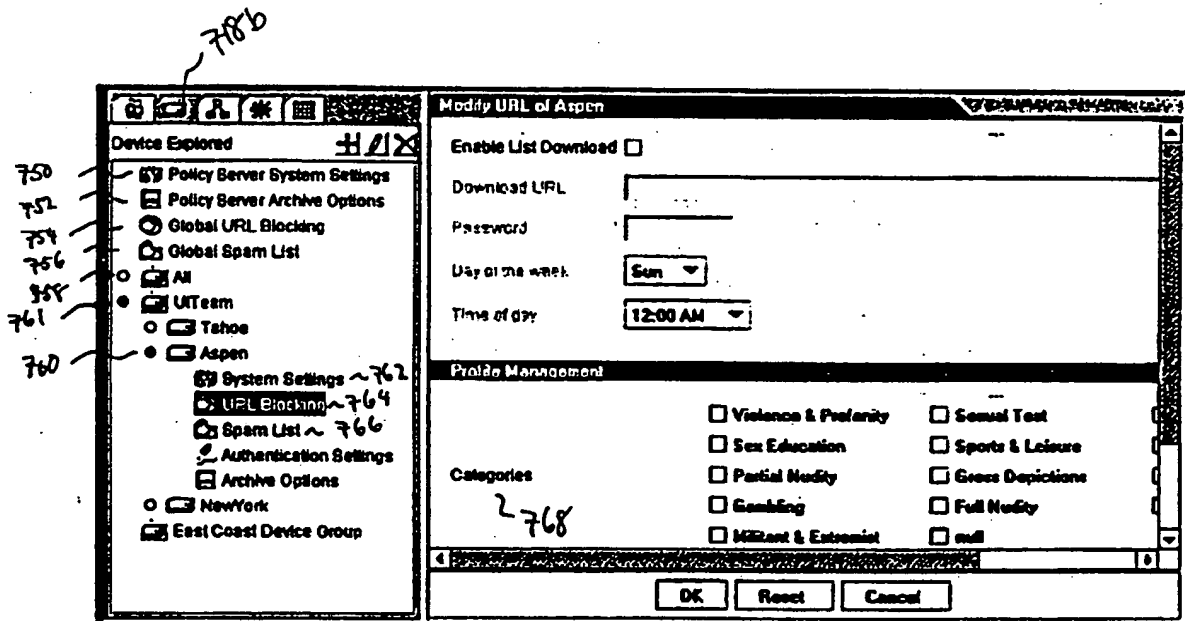 718b
Device Explored
750 Policy Server System Settings
752 Policy Server Archive Options
754 Global URL Blocking
756 Global Spam List
958 All
761 UITeam
Tahoe
760 Aspen
System Settings ~ 762
URL Blocking ~ 764
Spam List ~ 766
Authentication Settings
Archive Options
NewYork
East Coast Device Group
Modify URL of Aspen
Enable List Download
Download URL
Password
Day of the week Sun
Time of day 12:00 AM
Profile Management
Categories
768
Violence & Profanity Sexual Text
Sex Education Sports & Leisure
Partial Nudity Gross Depictions
Gambling Full Nudity
Militant & Extremist null
OK Reset Cancel